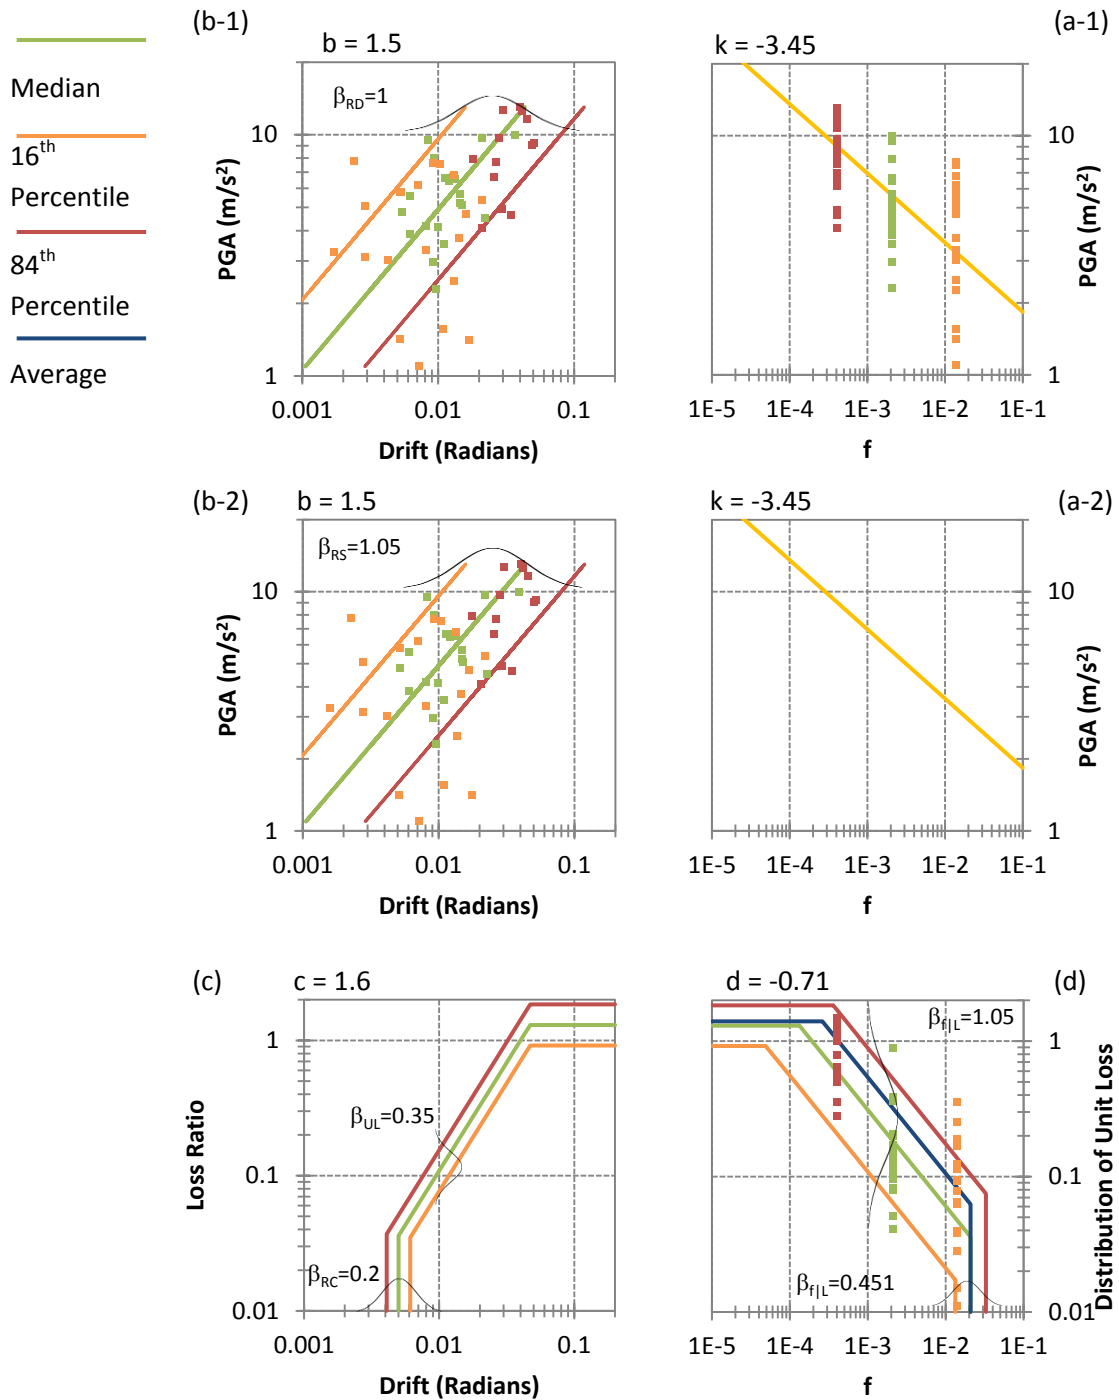 Median
16th
Percentile
84th
Percentile
Average
(b-1)
b = 1.5
βRD=1
10
1
PGA (m/s²)
0.001 0.01 0.1
Drift (Radians)
(a-1)
k = -3.45
10
1
PGA (m/s²)
1E-5 1E-4 1E-3 1E-2 1E-1
f
(b-2)
b = 1.5
βRS=1.05
10
1
PGA (m/s²)
0.001 0.01 0.1
Drift (Radians)
(a-2)
k = -3.45
10
1
PGA (m/s²)
1E-5 1E-4 1E-3 1E-2 1E-1
f
(c)
c = 1.6
1
0.1
0.01
Loss Ratio
βUL=0.35
βRC=0.2
0.001 0.01 0.1
Drift (Radians)
(d)
d = -0.71
βf|L=1.05
βf|L=0.451
1
0.1
0.01
Distribution of Unit Loss
1E-5 1E-4 1E-3 1E-2 1E-1
f